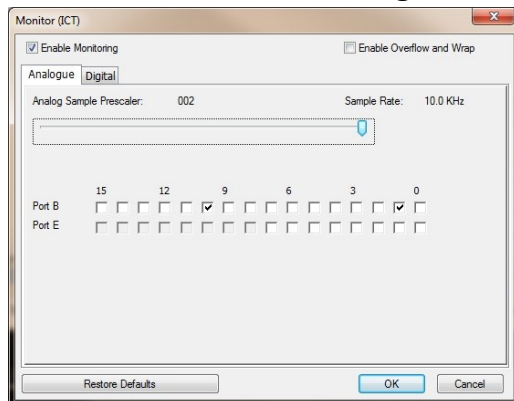 Monitor (ICT)
Enable Monitoring Enable Overflow and Wrap
Analogue Digital
Analog Sample Prescaler: 002 Sample Rate: 10.0 KHz
15 12 9 6 3 0
Port B
Port E
Restore Defaults OK Cancel